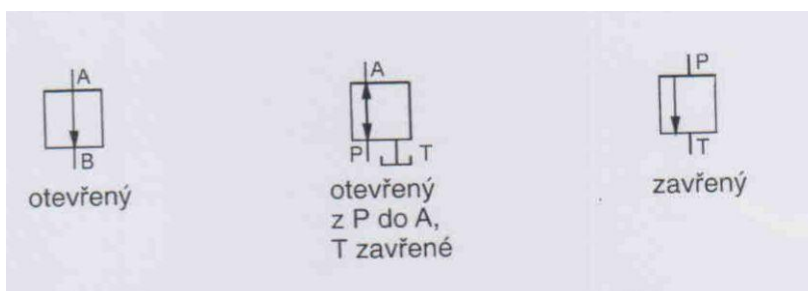 A
B
otevřený
A
P T
otevřený
z P do A,
T zavřené
P
T
zavřený